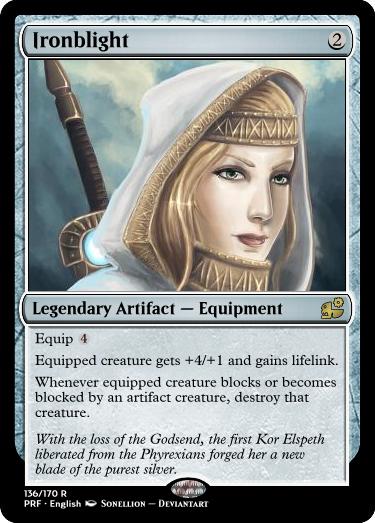 Ironblight 2
Legendary Artifact — Equipment
Equip 4
Equipped creature gets +4/+1 and gains lifelink.
Whenever equipped creature blocks or becomes
blocked by an artifact creature, destroy that
creature.
With the loss of the Godsend, the first Kor Elspeth
liberated from the Phyrexians forged her a new
blade of the purest silver.
136/170 R
PRF · English Sonellion — Deviantart